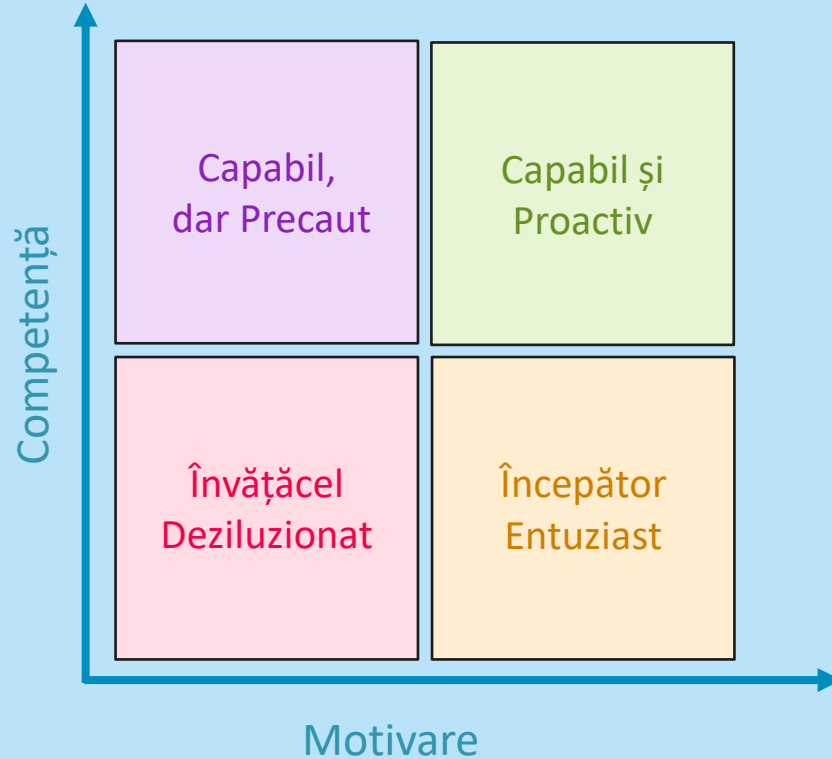 Competență
Capabil,
dar Precaut
Capabil și
Proactiv
Învățăcel
Deziluzionat
Începător
Entuziast
Motivare